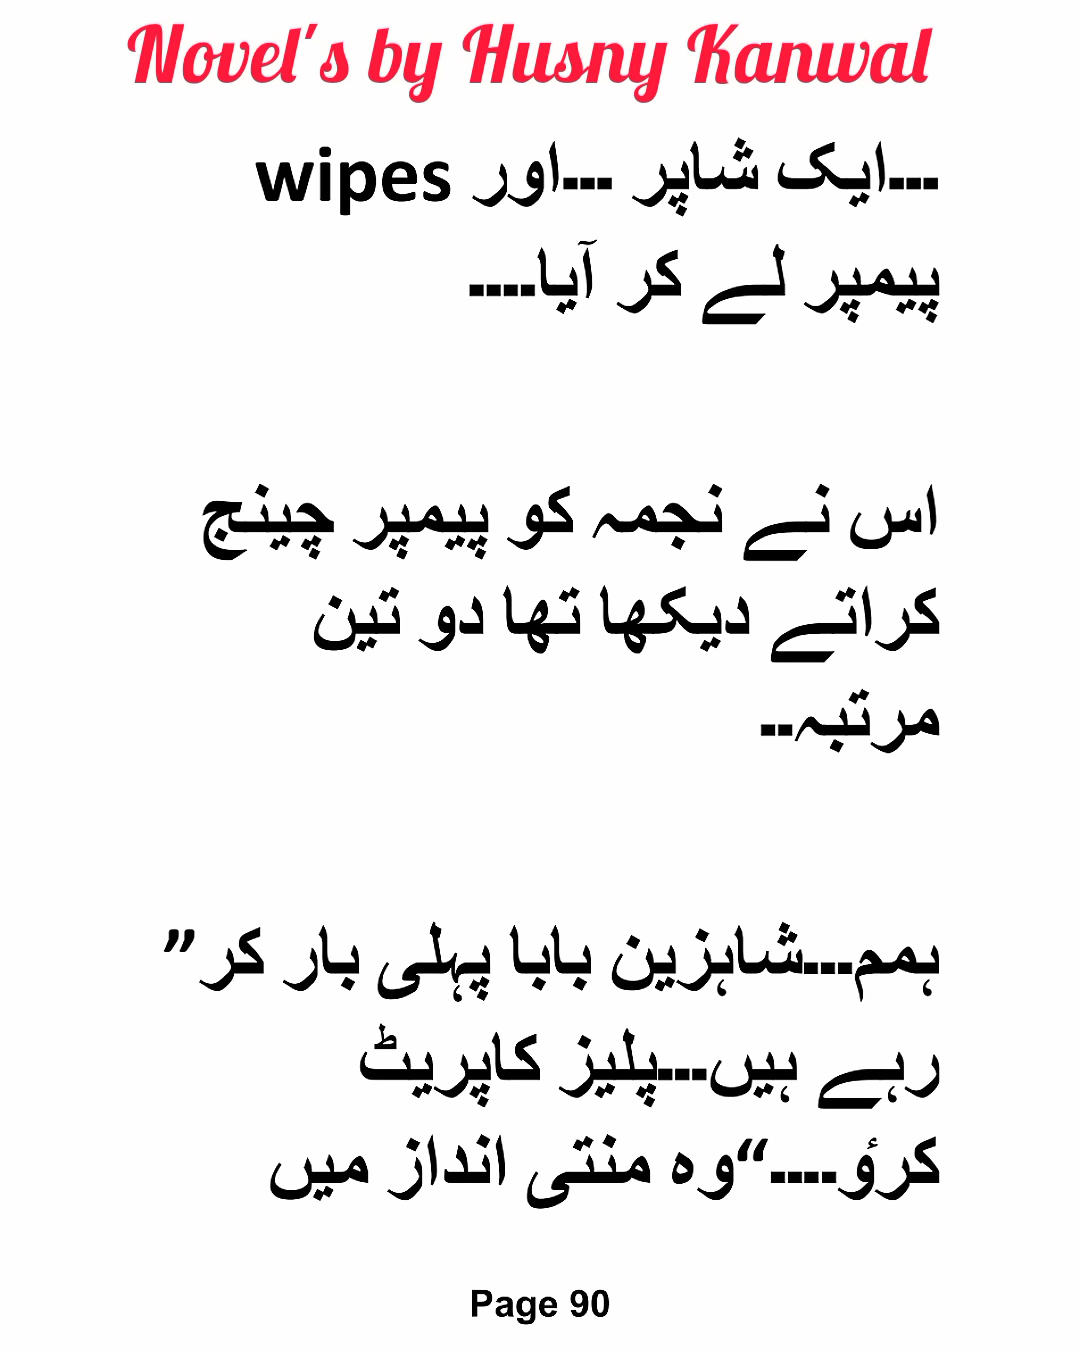 Novel's by Husny Kanwal
...ایک شاپر ...اور wipes
پیمپر لے کر آیا....
اس نے نجمہ کو پیمپر چینج
کراتے دیکھا تھا دو تین
مرتبہ..
ہمم...شاہزین بابا پہلی بار کر”
رہے ہیں...پلیز کاپریٹ
کرؤ....“وہ منتی انداز میں
Page 90